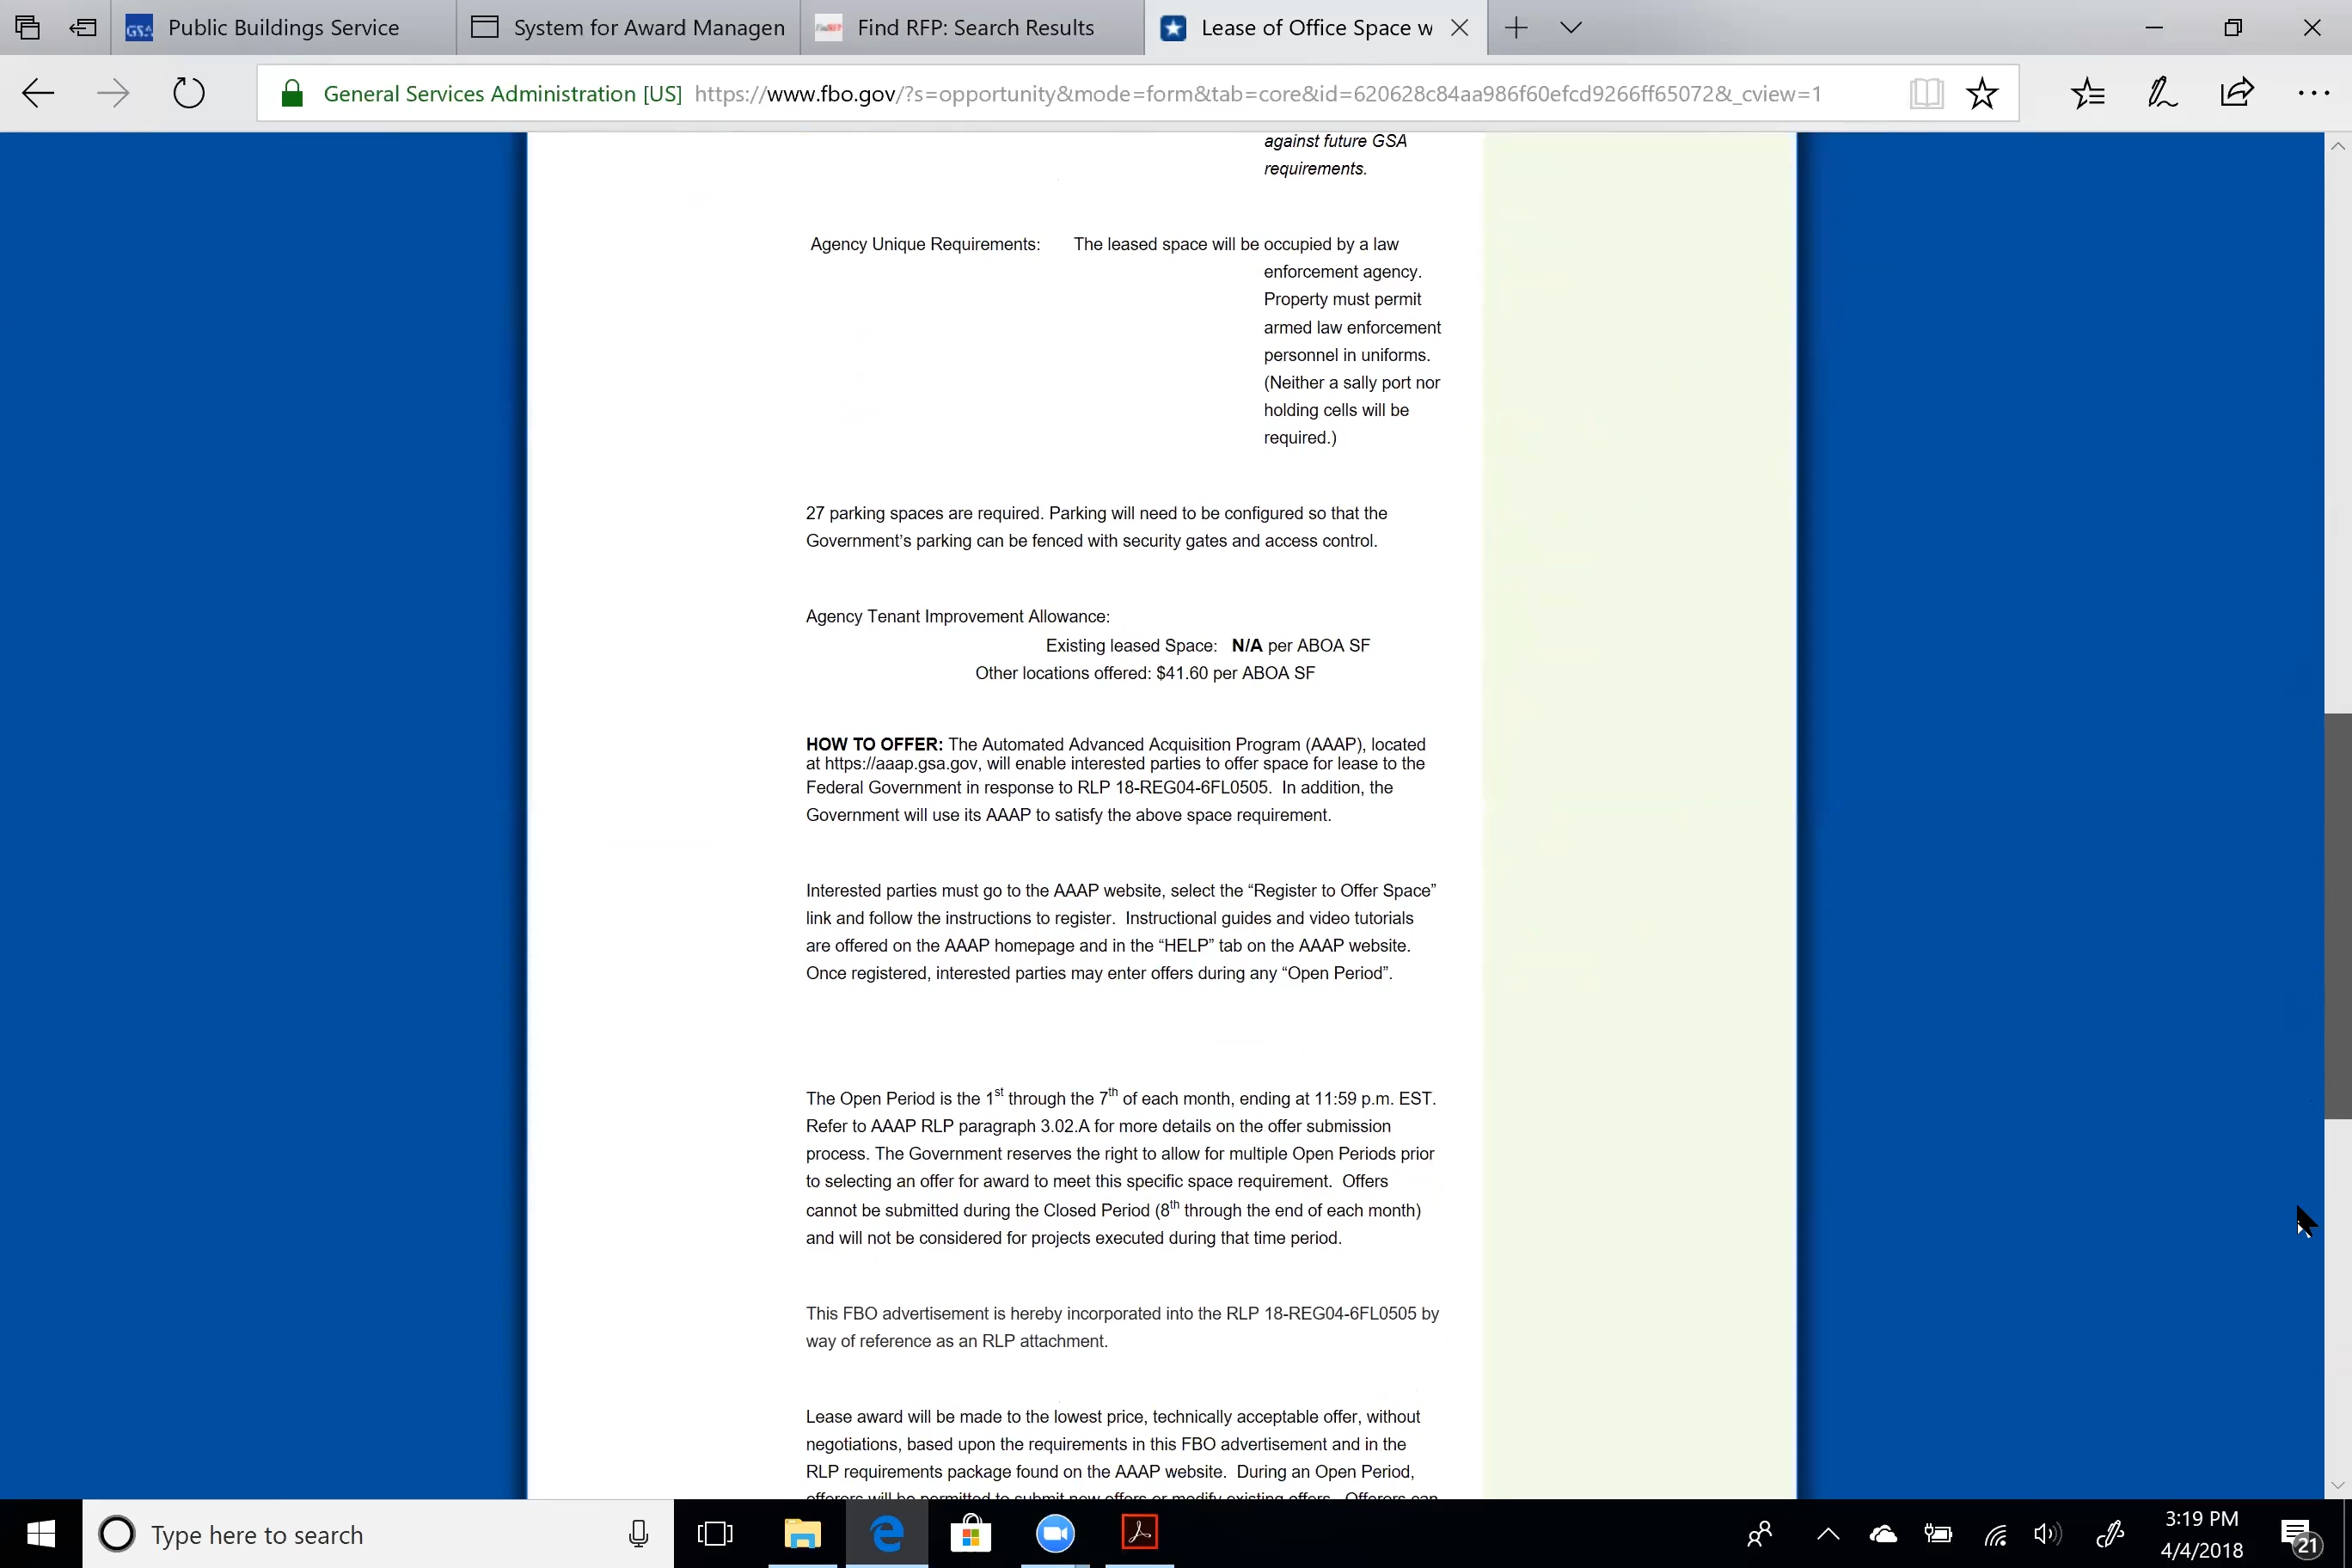 Public Buildings Service
System for Award Managen
Find RFP: Search Results
Lease of Office Space w
General Services Administration [US] https://www.fbo.gov/?s=opportunity&mode=form&tab=core&id=620628c84aa986f60efcd9266ff65072&_cview=1
against future GSA
requirements.
Agency Unique Requirements: The leased space will be occupied by a law
enforcement agency.
Property must permit
armed law enforcement
personnel in uniforms.
(Neither a sally port nor
holding cells will be
required.)
27 parking spaces are required. Parking will need to be configured so that the
Government’s parking can be fenced with security gates and access control.
Agency Tenant Improvement Allowance:
Existing leased Space: N/A per ABOA SF
Other locations offered: $41.60 per ABOA SF
HOW TO OFFER: The Automated Advanced Acquisition Program (AAAP), located
at https://aaap.gsa.gov, will enable interested parties to offer space for lease to the
Federal Government in response to RLP 18-REG04-6FL0505. In addition, the
Government will use its AAAP to satisfy the above space requirement.
Interested parties must go to the AAAP website, select the “Register to Offer Space”
link and follow the instructions to register. Instructional guides and video tutorials
are offered on the AAAP homepage and in the “HELP” tab on the AAAP website.
Once registered, interested parties may enter offers during any “Open Period”.
The Open Period is the 1st through the 7th of each month, ending at 11:59 p.m. EST.
Refer to AAAP RLP paragraph 3.02.A for more details on the offer submission
process. The Government reserves the right to allow for multiple Open Periods prior
to selecting an offer for award to meet this specific space requirement. Offers
cannot be submitted during the Closed Period (8th through the end of each month)
and will not be considered for projects executed during that time period.
This FBO advertisement is hereby incorporated into the RLP 18-REG04-6FL0505 by
way of reference as an RLP attachment.
Lease award will be made to the lowest price, technically acceptable offer, without
negotiations, based upon the requirements in this FBO advertisement and in the
RLP requirements package found on the AAAP website. During an Open Period,
offerors will be permitted to submit new offers or modify existing offers. Offerors can
Type here to search
3:19 PM
4/4/2018
21